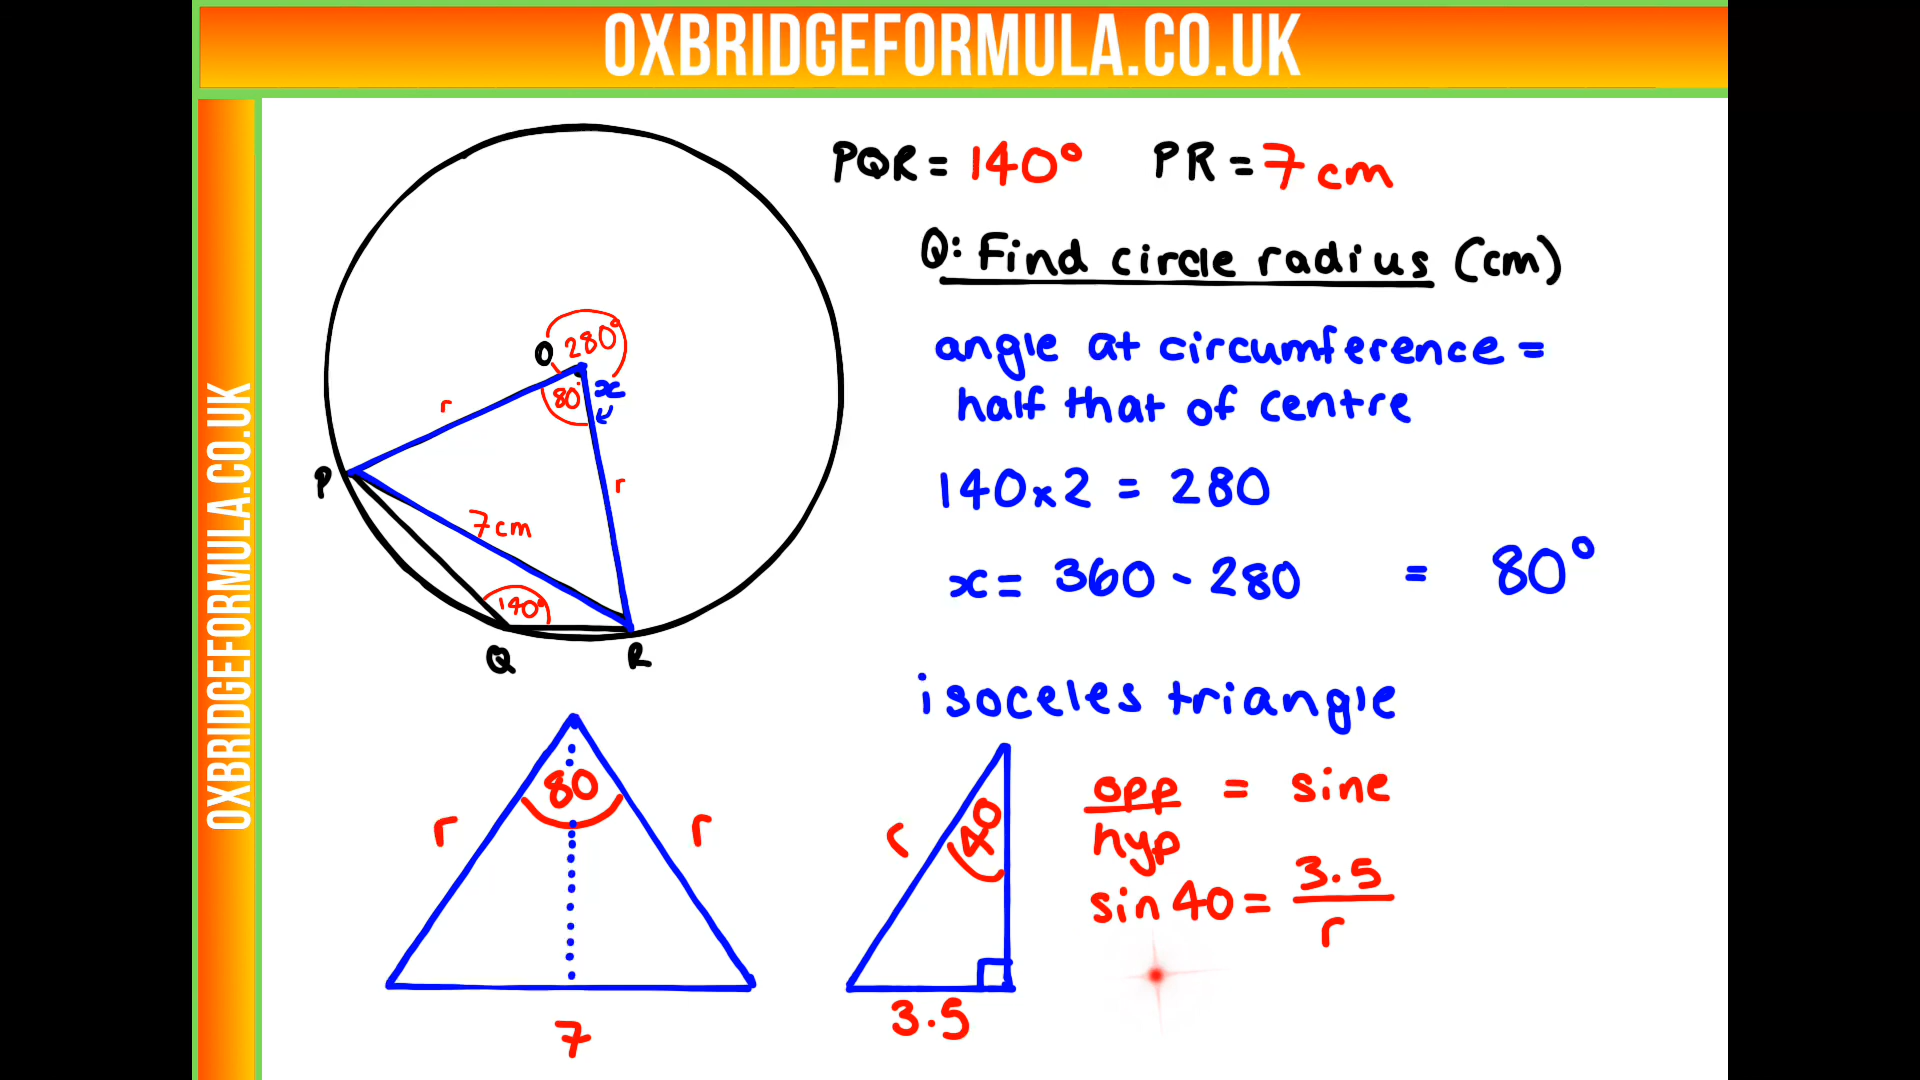 OXBRIDGEFORMULA.CO.UK
OXBRIDGEFORMULA.CO.UK
PQR = 140° PR = 7cm
Q: Find circle radius (cm)
angle at circumference =
half that of centre
140x2 = 280
x = 360 - 280 = 80°
isoceles triangle
O 280°
80 x
r
r
P
7cm
140°
Q R
80
r r
7
40
r
3.5
opp = sine
hyp
sin 40 = 3.5
r